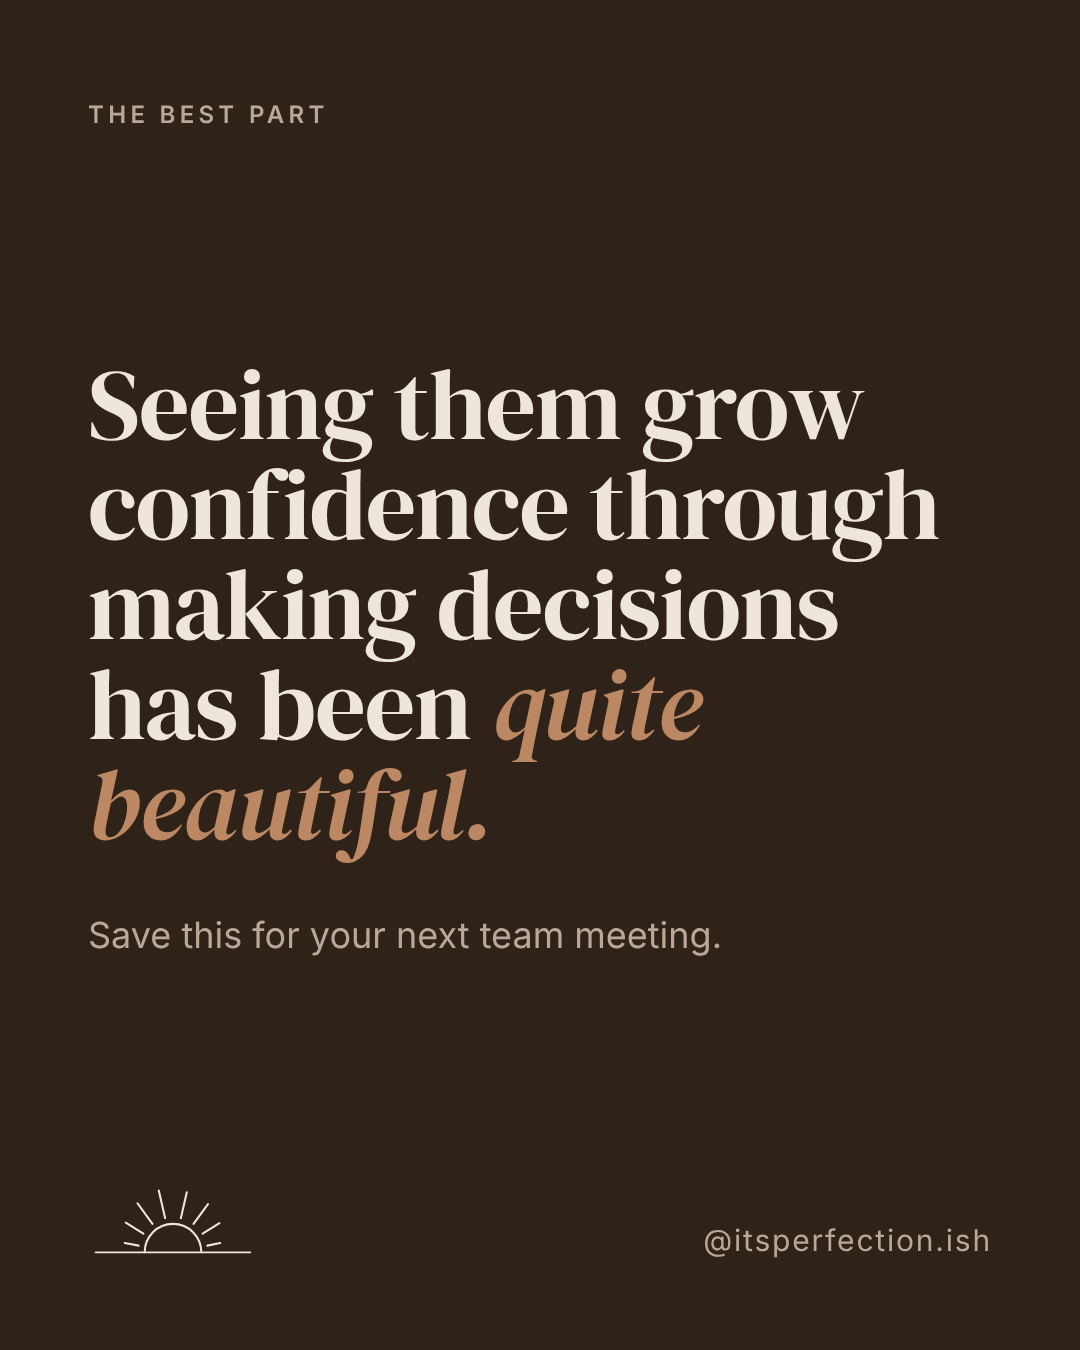 THE BEST PART
Seeing them grow
confidence through
making decisions
has been quite
beautiful.
Save this for your next team meeting.
@itsperfection.ish